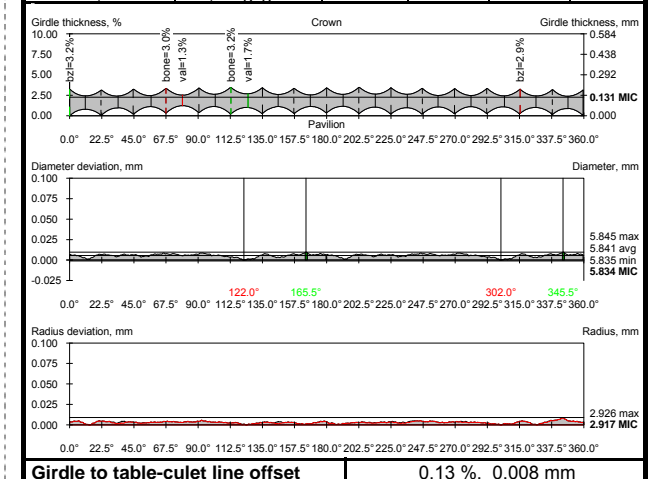 Girdle thickness, % Crown Girdle thickness, mm
10.00 0.584
7.50 0.438
5.00 0.292
2.50 0.131 MIC
0.00 0.000
bzl=3.2% bone=3.0% val=1.3% bone=3.2% val=1.7% bzl=2.9%
Pavilion
0.0° 22.5° 45.0° 67.5° 90.0° 112.5° 135.0° 157.5° 180.0° 202.5° 225.0° 247.5° 270.0° 292.5° 315.0° 337.5° 360.0°
Diameter deviation, mm Diameter, mm
0.100
0.075
0.050
0.025 5.845 max
5.841 avg
0.000 5.835 min
5.834 MIC
-0.025
122.0° 165.5° 302.0° 345.5°
0.0° 22.5° 45.0° 67.5° 90.0° 112.5° 135.0° 157.5° 180.0° 202.5° 225.0° 247.5° 270.0° 292.5° 315.0° 337.5° 360.0°
Radius deviation, mm Radius, mm
0.100
0.075
0.050
0.025 2.926 max
0.000 2.917 MIC
0.0° 22.5° 45.0° 67.5° 90.0° 112.5° 135.0° 157.5° 180.0° 202.5° 225.0° 247.5° 270.0° 292.5° 315.0° 337.5° 360.0°
Girdle to table-culet line offset 0.13 %, 0.008 mm